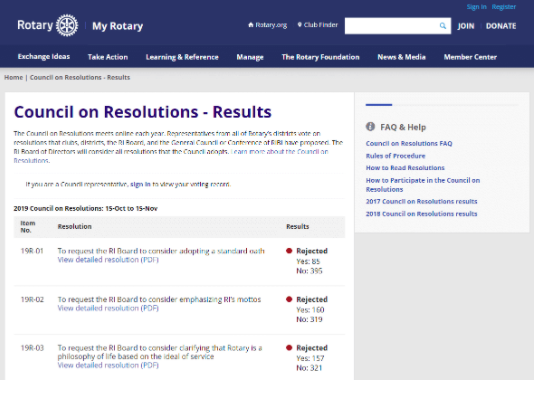 Sign In Register
Rotary | My Rotary
Rotary.org Club Finder JOIN DONATE
Exchange Ideas Take Action Learning & Reference Manage The Rotary Foundation News & Media Member Center
Home | Council on Resolutions - Results
Council on Resolutions - Results
The Council on Resolutions meets online each year. Representatives from all of Rotary's districts vote on
resolutions that clubs, districts, the RI Board, and the General Council or Conference of RIBI have proposed. The
RI Board of Directors will consider all resolutions that the Council adopts. Learn more about the Council on
Resolutions.
If you are a Council representative, sign in to view your voting record.
2019 Council on Resolutions: 15-Oct to 15-Nov
Item No. Resolution Results
19R-01 To request the RI Board to consider adopting a standard oath
View detailed resolution (PDF)
Rejected
Yes: 85
No: 395
19R-02 To request the RI Board to consider emphasizing RI's mottos
View detailed resolution (PDF)
Rejected
Yes: 160
No: 319
19R-03 To request the RI Board to consider clarifying that Rotary is a
philosophy of life based on the ideal of service
View detailed resolution (PDF)
Rejected
Yes: 157
No: 321
FAQ & Help
Council on Resolutions FAQ
Rules of Procedure
How to Read Resolutions
How to Participate in the Council on
Resolutions
2017 Council on Resolutions results
2018 Council on Resolutions results